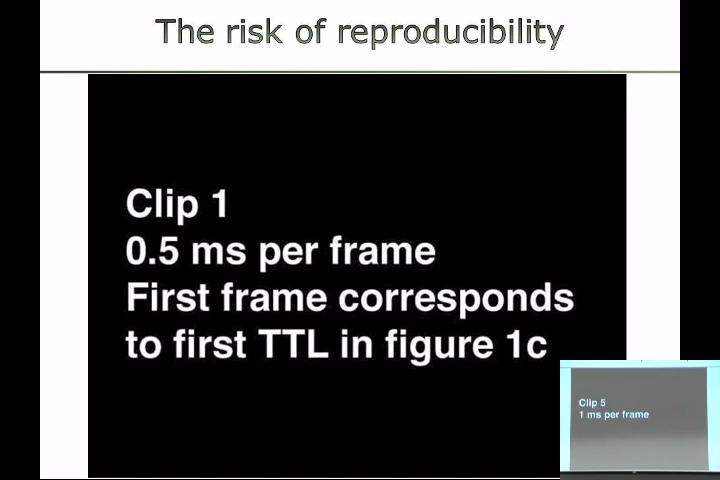 The risk of reproducibility
Clip 1
0.5 ms per frame
First frame corresponds
to first TTL in figure 1c
Clip 5
1 ms per frame